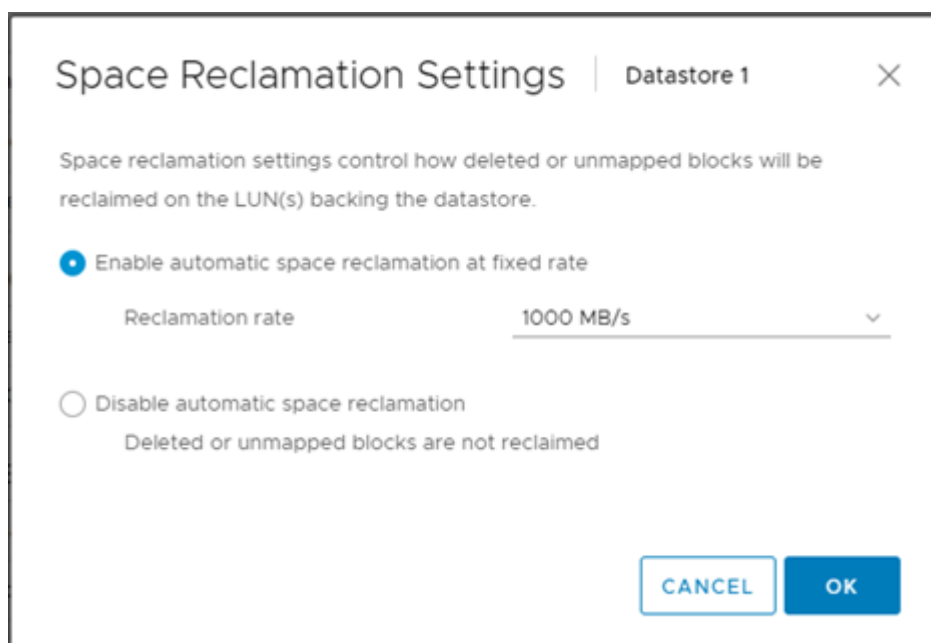 Space Reclamation Settings Datastore 1
Space reclamation settings control how deleted or unmapped blocks will be
reclaimed on the LUN(s) backing the datastore.
Enable automatic space reclamation at fixed rate
Reclamation rate 1000 MB/s
Disable automatic space reclamation
Deleted or unmapped blocks are not reclaimed
CANCEL OK